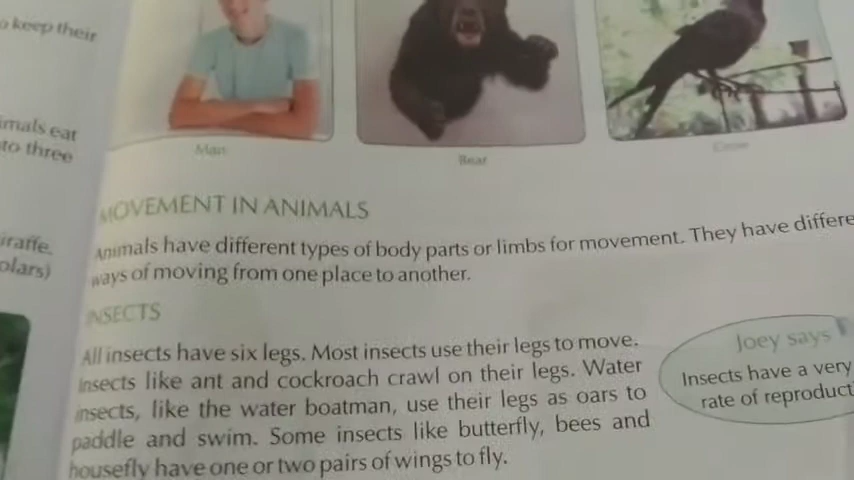 o keep their
imals eat
to three
iraffe.
olars)
Man
Bear
Crow
MOVEMENT IN ANIMALS
Animals have different types of body parts or limbs for movement. They have differe
ways of moving from one place to another.
INSECTS
All insects have six legs. Most insects use their legs to move.
Insects like ant and cockroach crawl on their legs. Water
insects, like the water boatman, use their legs as oars to
paddle and swim. Some insects like butterfly, bees and
housefly have one or two pairs of wings to fly.
Joey says
Insects have a very
rate of reproduct